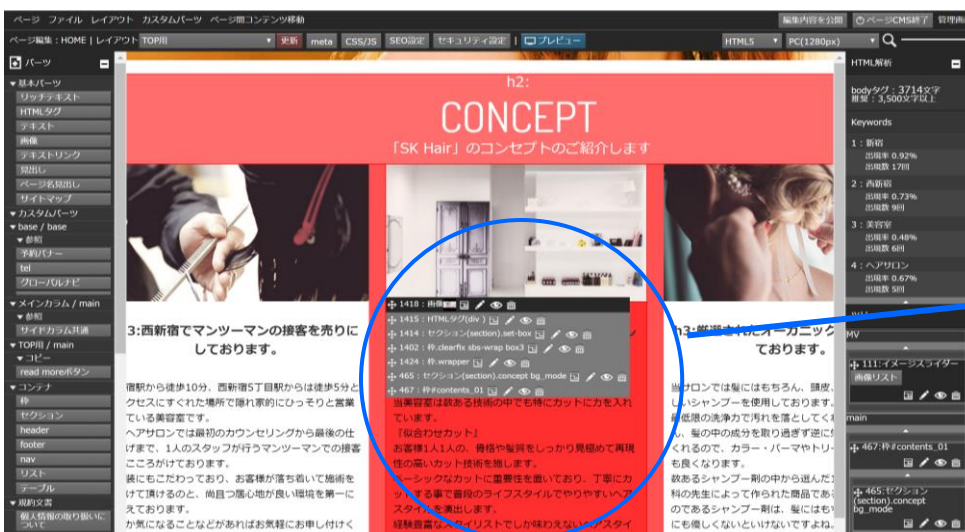 ページ ファイル レイアウト カスタムパーツ ページ間コンテンツ移動
編集内容を公開
ページCMS終了
管理画
ページ編集：HOME | レイアウト TOP用
更新
meta
CSS/JS
SEO設定
セキュリティ設定
プレビュー
HTML5
PC(1280px)
パーツ
基本パーツ
リッチテキスト
HTMLタグ
テキスト
画像
テキストリンク
見出し
ページ名見出し
サイトマップ
カスタムパーツ
base / base
参照
予約バナー
tel
グローバルナビ
メインカラム / main
参照
サイドカラム共通
TOP用 / main
コピー
read moreボタン
コンテナ
枠
セクション
header
footer
nav
リスト
テーブル
規約文書
個人情報の取り扱いに
ついて
h2:
CONCEPT
「SK Hair」のコンセプトのご紹介します
1418：画像
1415：HTMLタグ(div)
1414：セクション(section).set-box
1402：枠.clearfix sbs-wrap box3
1424：枠.wrapper
465：セクション(section).concept bg_mode
467：枠#contents_01
3:西新宿でマンツーマンの接客を売りに
しております。
宿駅から徒歩10分、西新宿5丁目駅からは徒歩5分と
クセスにすぐれた場所で隠れ家的にひっそりと営業
ている美容室です。
ヘアサロンでは最初のカウンセリングから最後の仕
げまで、1人のスタッフが行うマンツーマンでの接客
こころがけております。
装にもこだわっており、お客様が落ち着いて施術を
けて頂けるのと、尚且つ居心地が良い環境を第一に
えております。
か気になることなどがあればお気軽にお申し付けく
当美容室は数ある技術の中でも特にカットに力を入れ
ています。
『似合わせカット』
お客様1人1人の、骨格や髪質をしっかり見極めて再現
性の高いカット技術を施します。
ベーシックなカットに重要性を置いており、丁寧にカ
ットする事で普段のライフスタイルでやりやすいヘア
スタイルを演出します。
経験豊富なスタイリストでしか味わえないヘアスタイ
h3:厳選されたオーガニック
ております。
当サロンでは髪にはもちろん、頭皮、
しいシャンプーを使用しております。
最低限の洗浄力で汚れを落としてくれ
ん、髪の中の成分を取り過ぎず逆に
くれるので、カラー・パーマやトリー
も良くなります。
数あるシャンプー剤の中から選んだ
科の先生によって作られた商品であ
のであるシャンプー剤は、髪にはも
にも優しくないといけないですよね。
HTML解析
bodyタグ：3714文字
推奨：3,500文字以上
Keywords
1：新宿
出現率 0.92%
出現数 17回
2：西新宿
出現率 0.73%
出現数 9回
3：美容室
出現率 0.48%
出現数 6回
4：ヘアサロン
出現率 0.67%
出現数 5回
MV
111:イメージスライダー
画像リスト
main
467:枠#contents_01
465:セクション
(section).concept
bg_mode